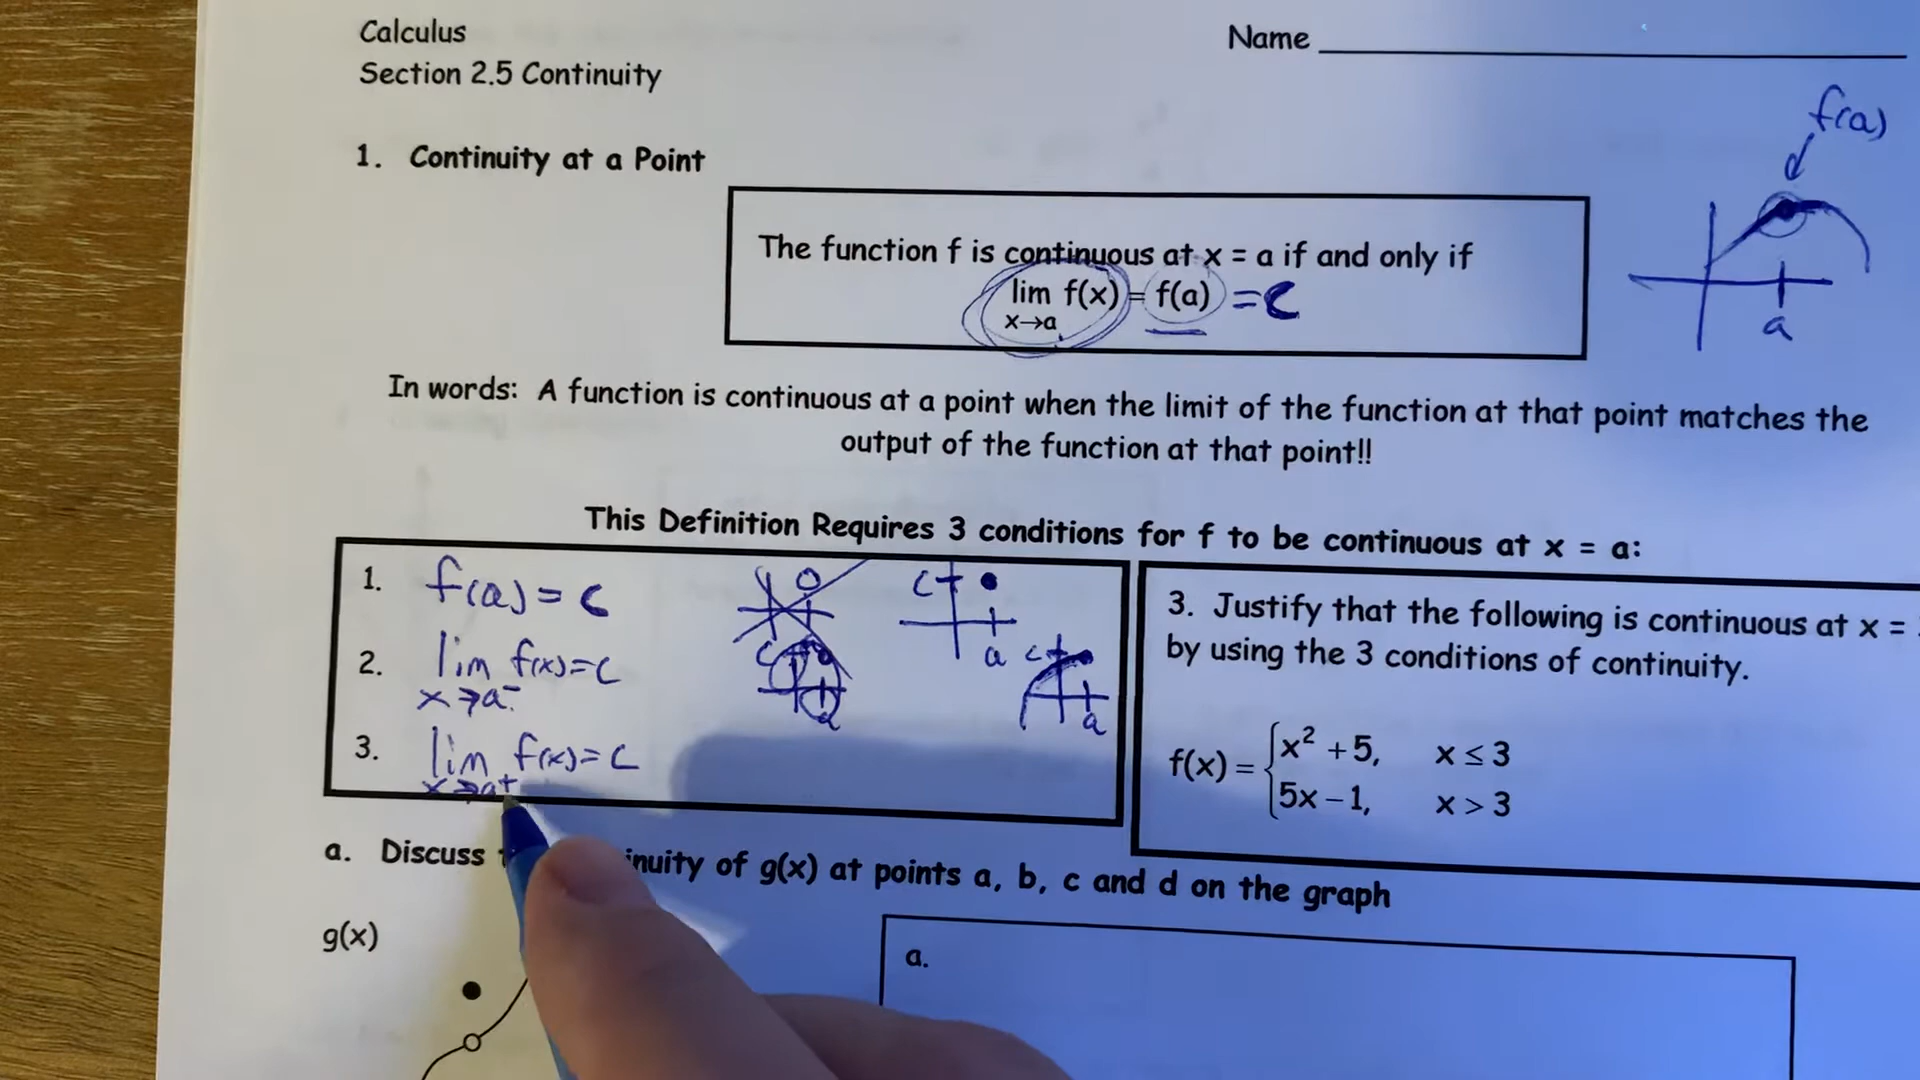 Calculus
Name
Section 2.5 Continuity
f(a)
1. Continuity at a Point
The function f is continuous at x = a if and only if
lim f(x) = f(a) = C
x→a
a
In words: A function is continuous at a point when the limit of the function at that point matches the
output of the function at that point!!
This Definition Requires 3 conditions for f to be continuous at x = a:
1. f(a) = C
C
a
2. lim f(x) = C
x→a⁻
C
a
C
a
3. lim f(x) = C
x→a⁺
3. Justify that the following is continuous at x =
by using the 3 conditions of continuity.
f(x) = { x² + 5, x ≤ 3
5x – 1, x > 3
a. Discuss inuity of g(x) at points a, b, c and d on the graph
g(x)
a.